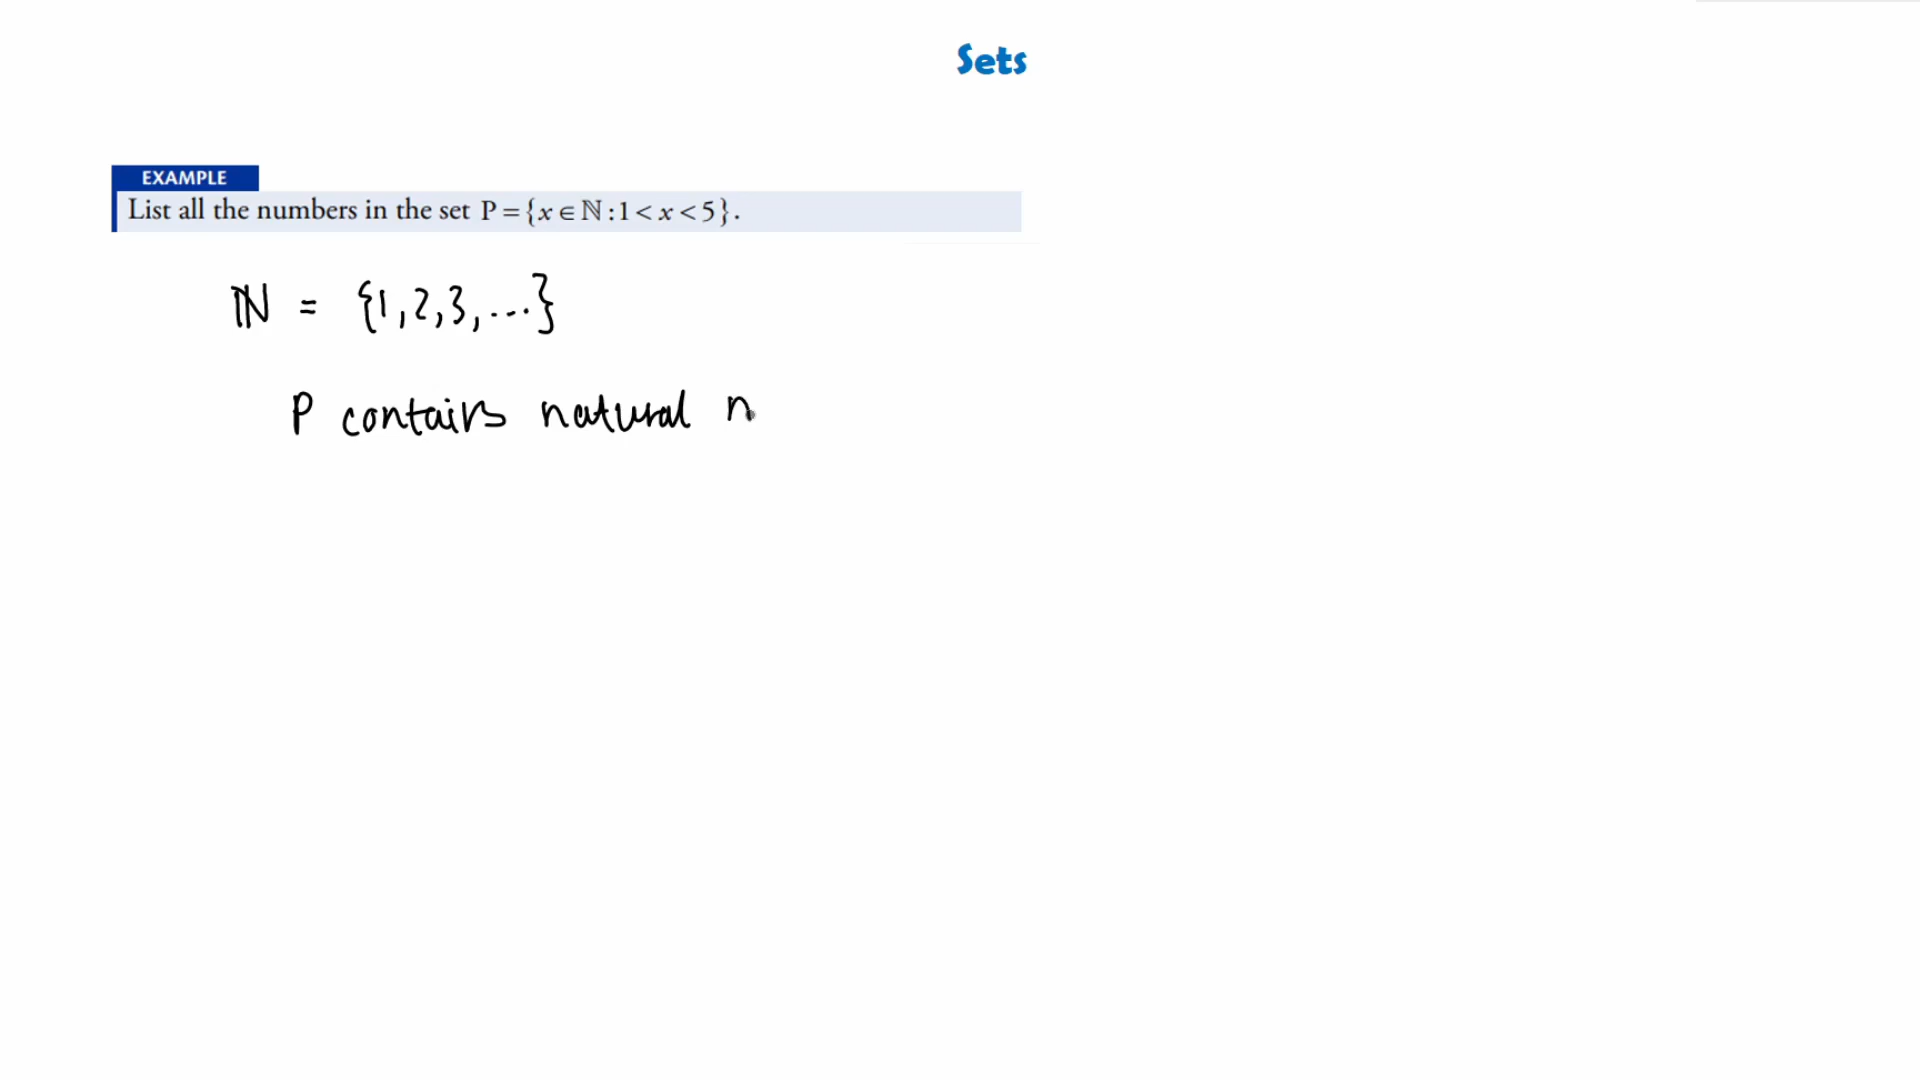 Sets
EXAMPLE
List all the numbers in the set P = {x ∈ ℕ : 1 < x < 5}.
ℕ = {1, 2, 3, ...}
P contains natural n